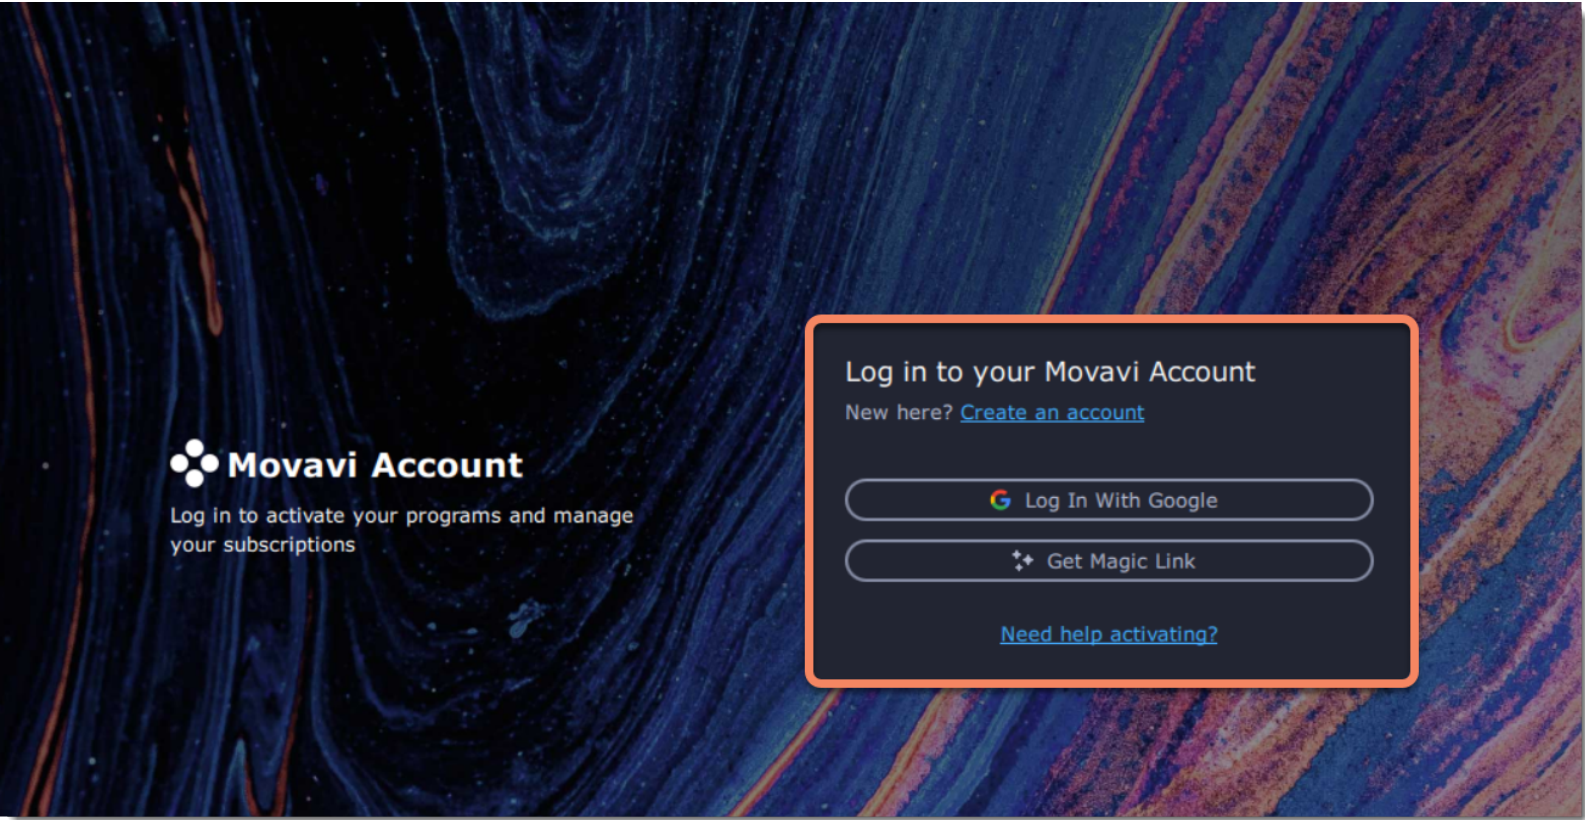 Movavi Account
Log in to activate your programs and manage
your subscriptions
Log in to your Movavi Account
New here? Create an account
Log In With Google
Get Magic Link
Need help activating?